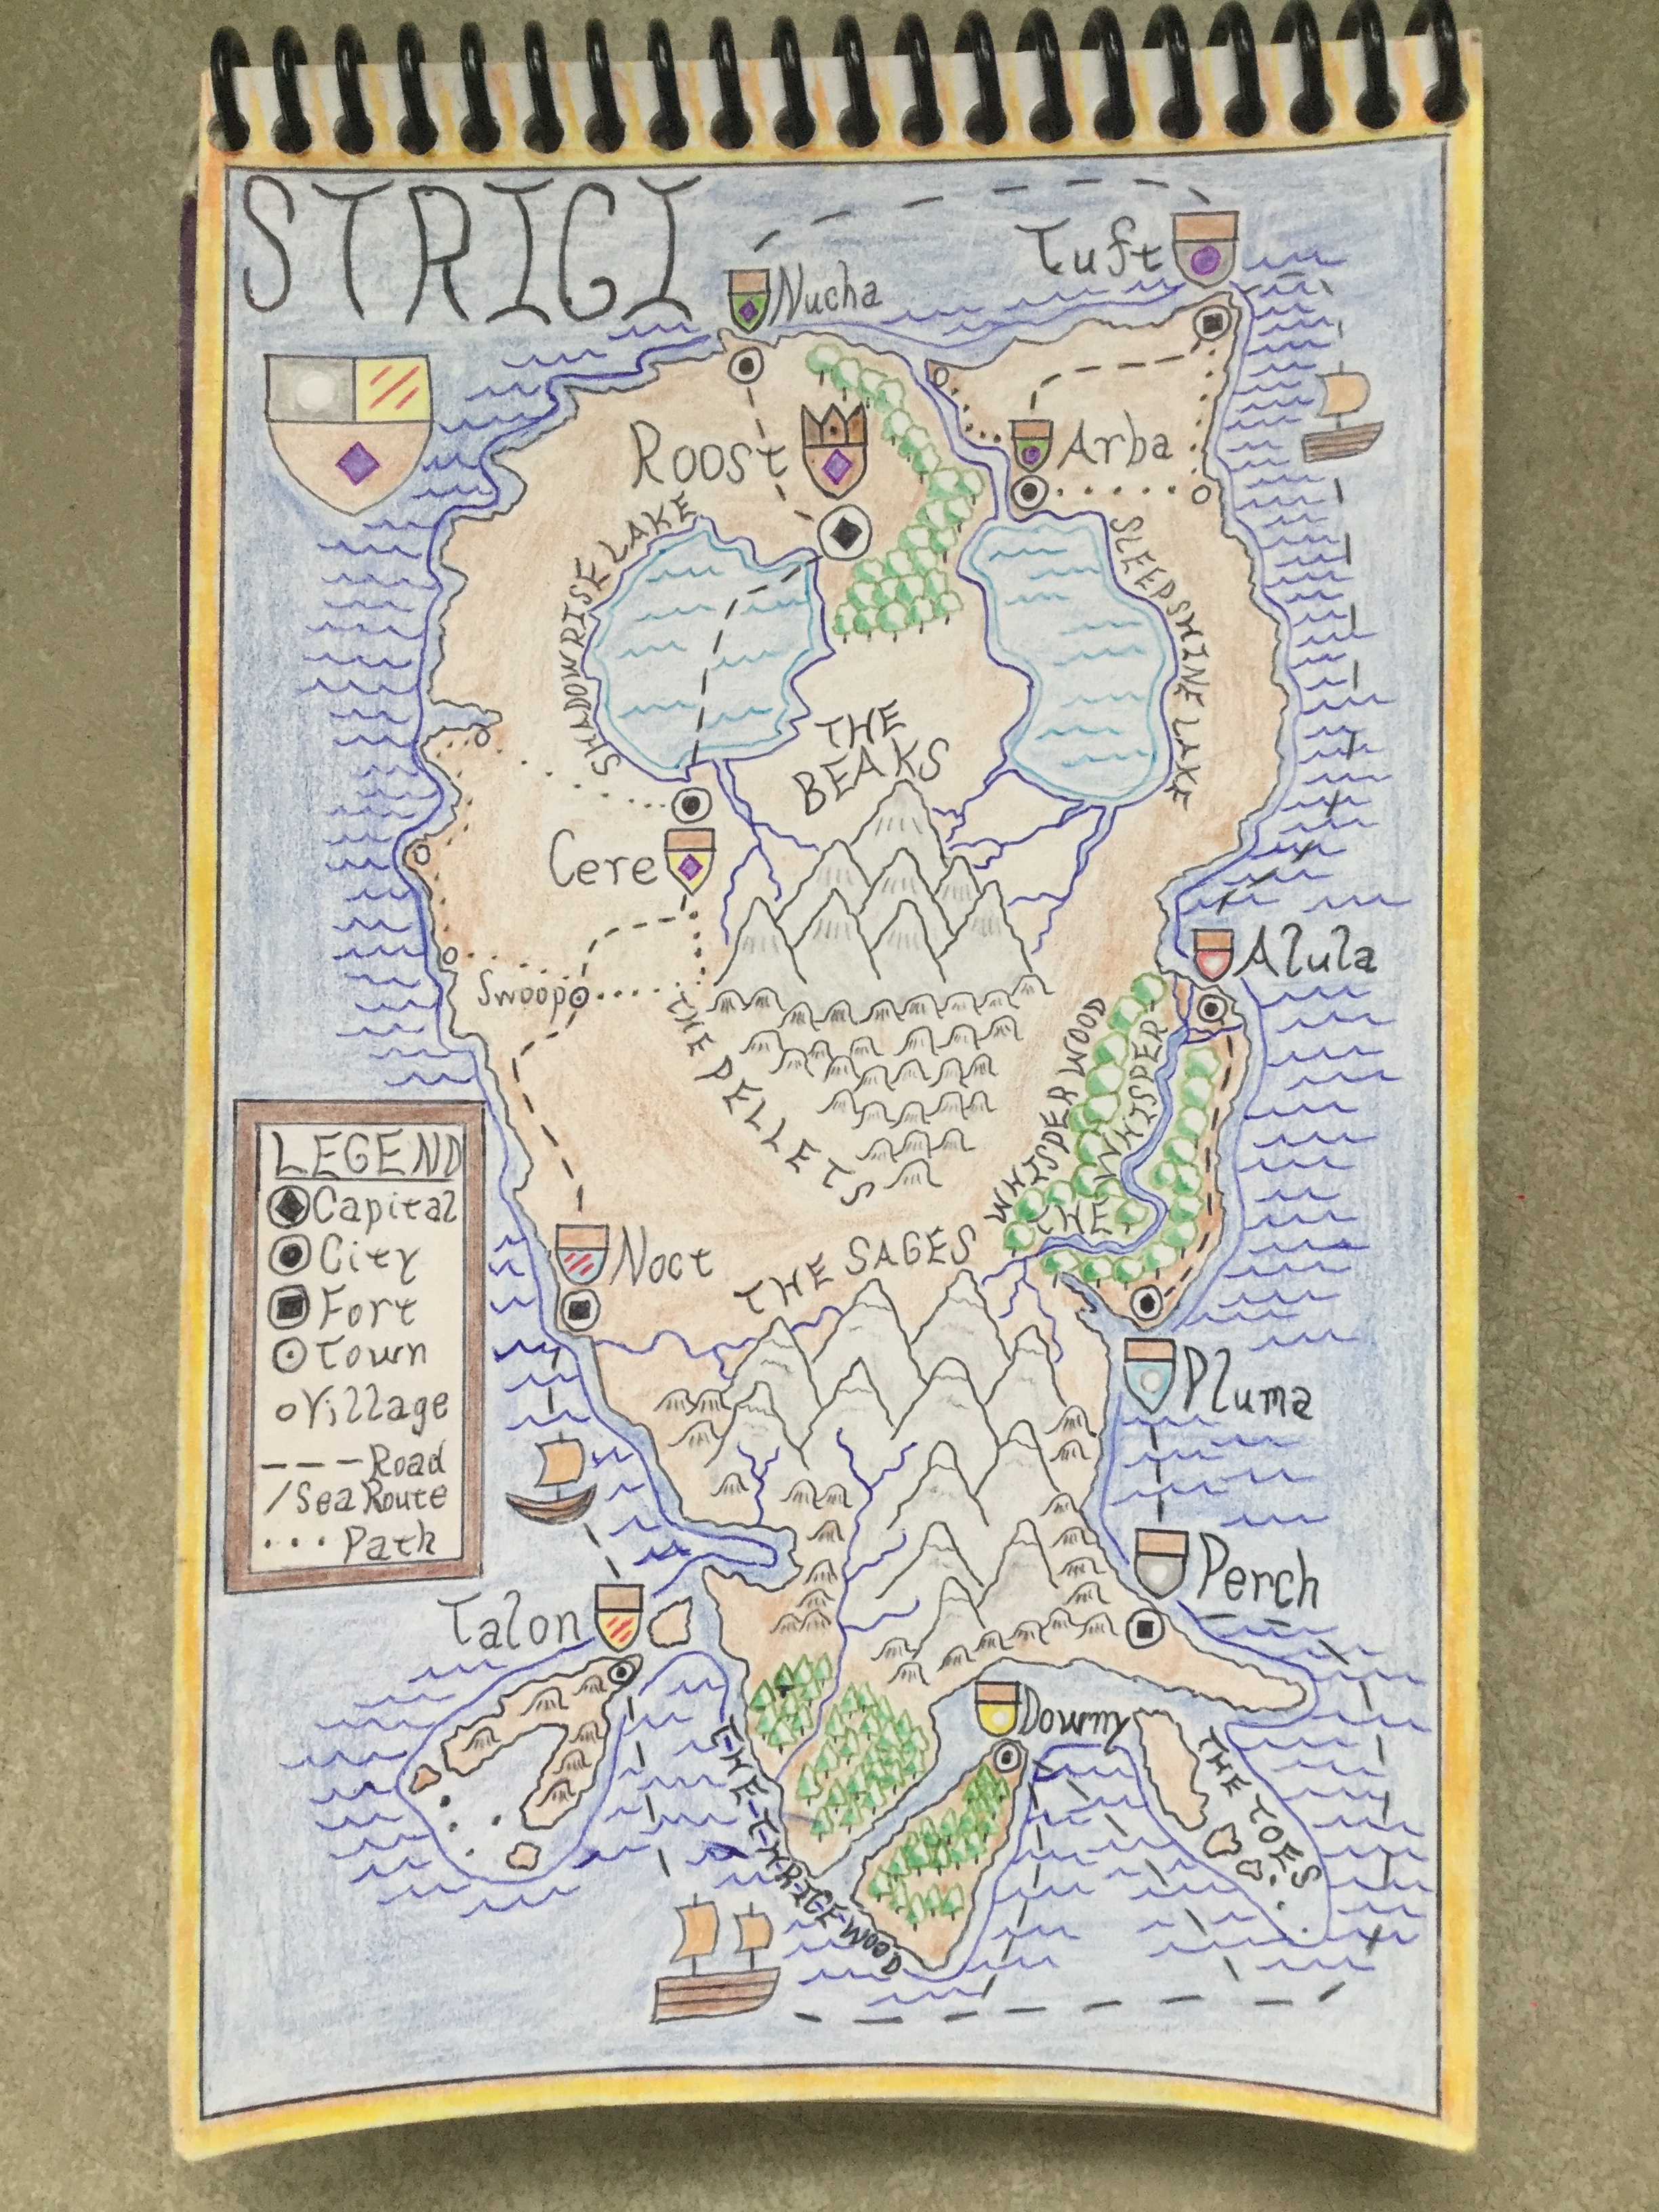 STRIGI
Tuft
Nucha
Roost
Arba
SHADOWRISE LAKE
SLEEPSHINE LAKE
THE
BEAKS
Cere
Alula
Swoop
THE PELLETS
WHISPER WOOD
THE WHISPER
LEGEND
Capital
City
Fort
Town
Village
Road
Sea Route
Path
Noct
THE SAGES
Pluma
Perch
Talon
Downy
THE TOES
THE THRICE WOOD